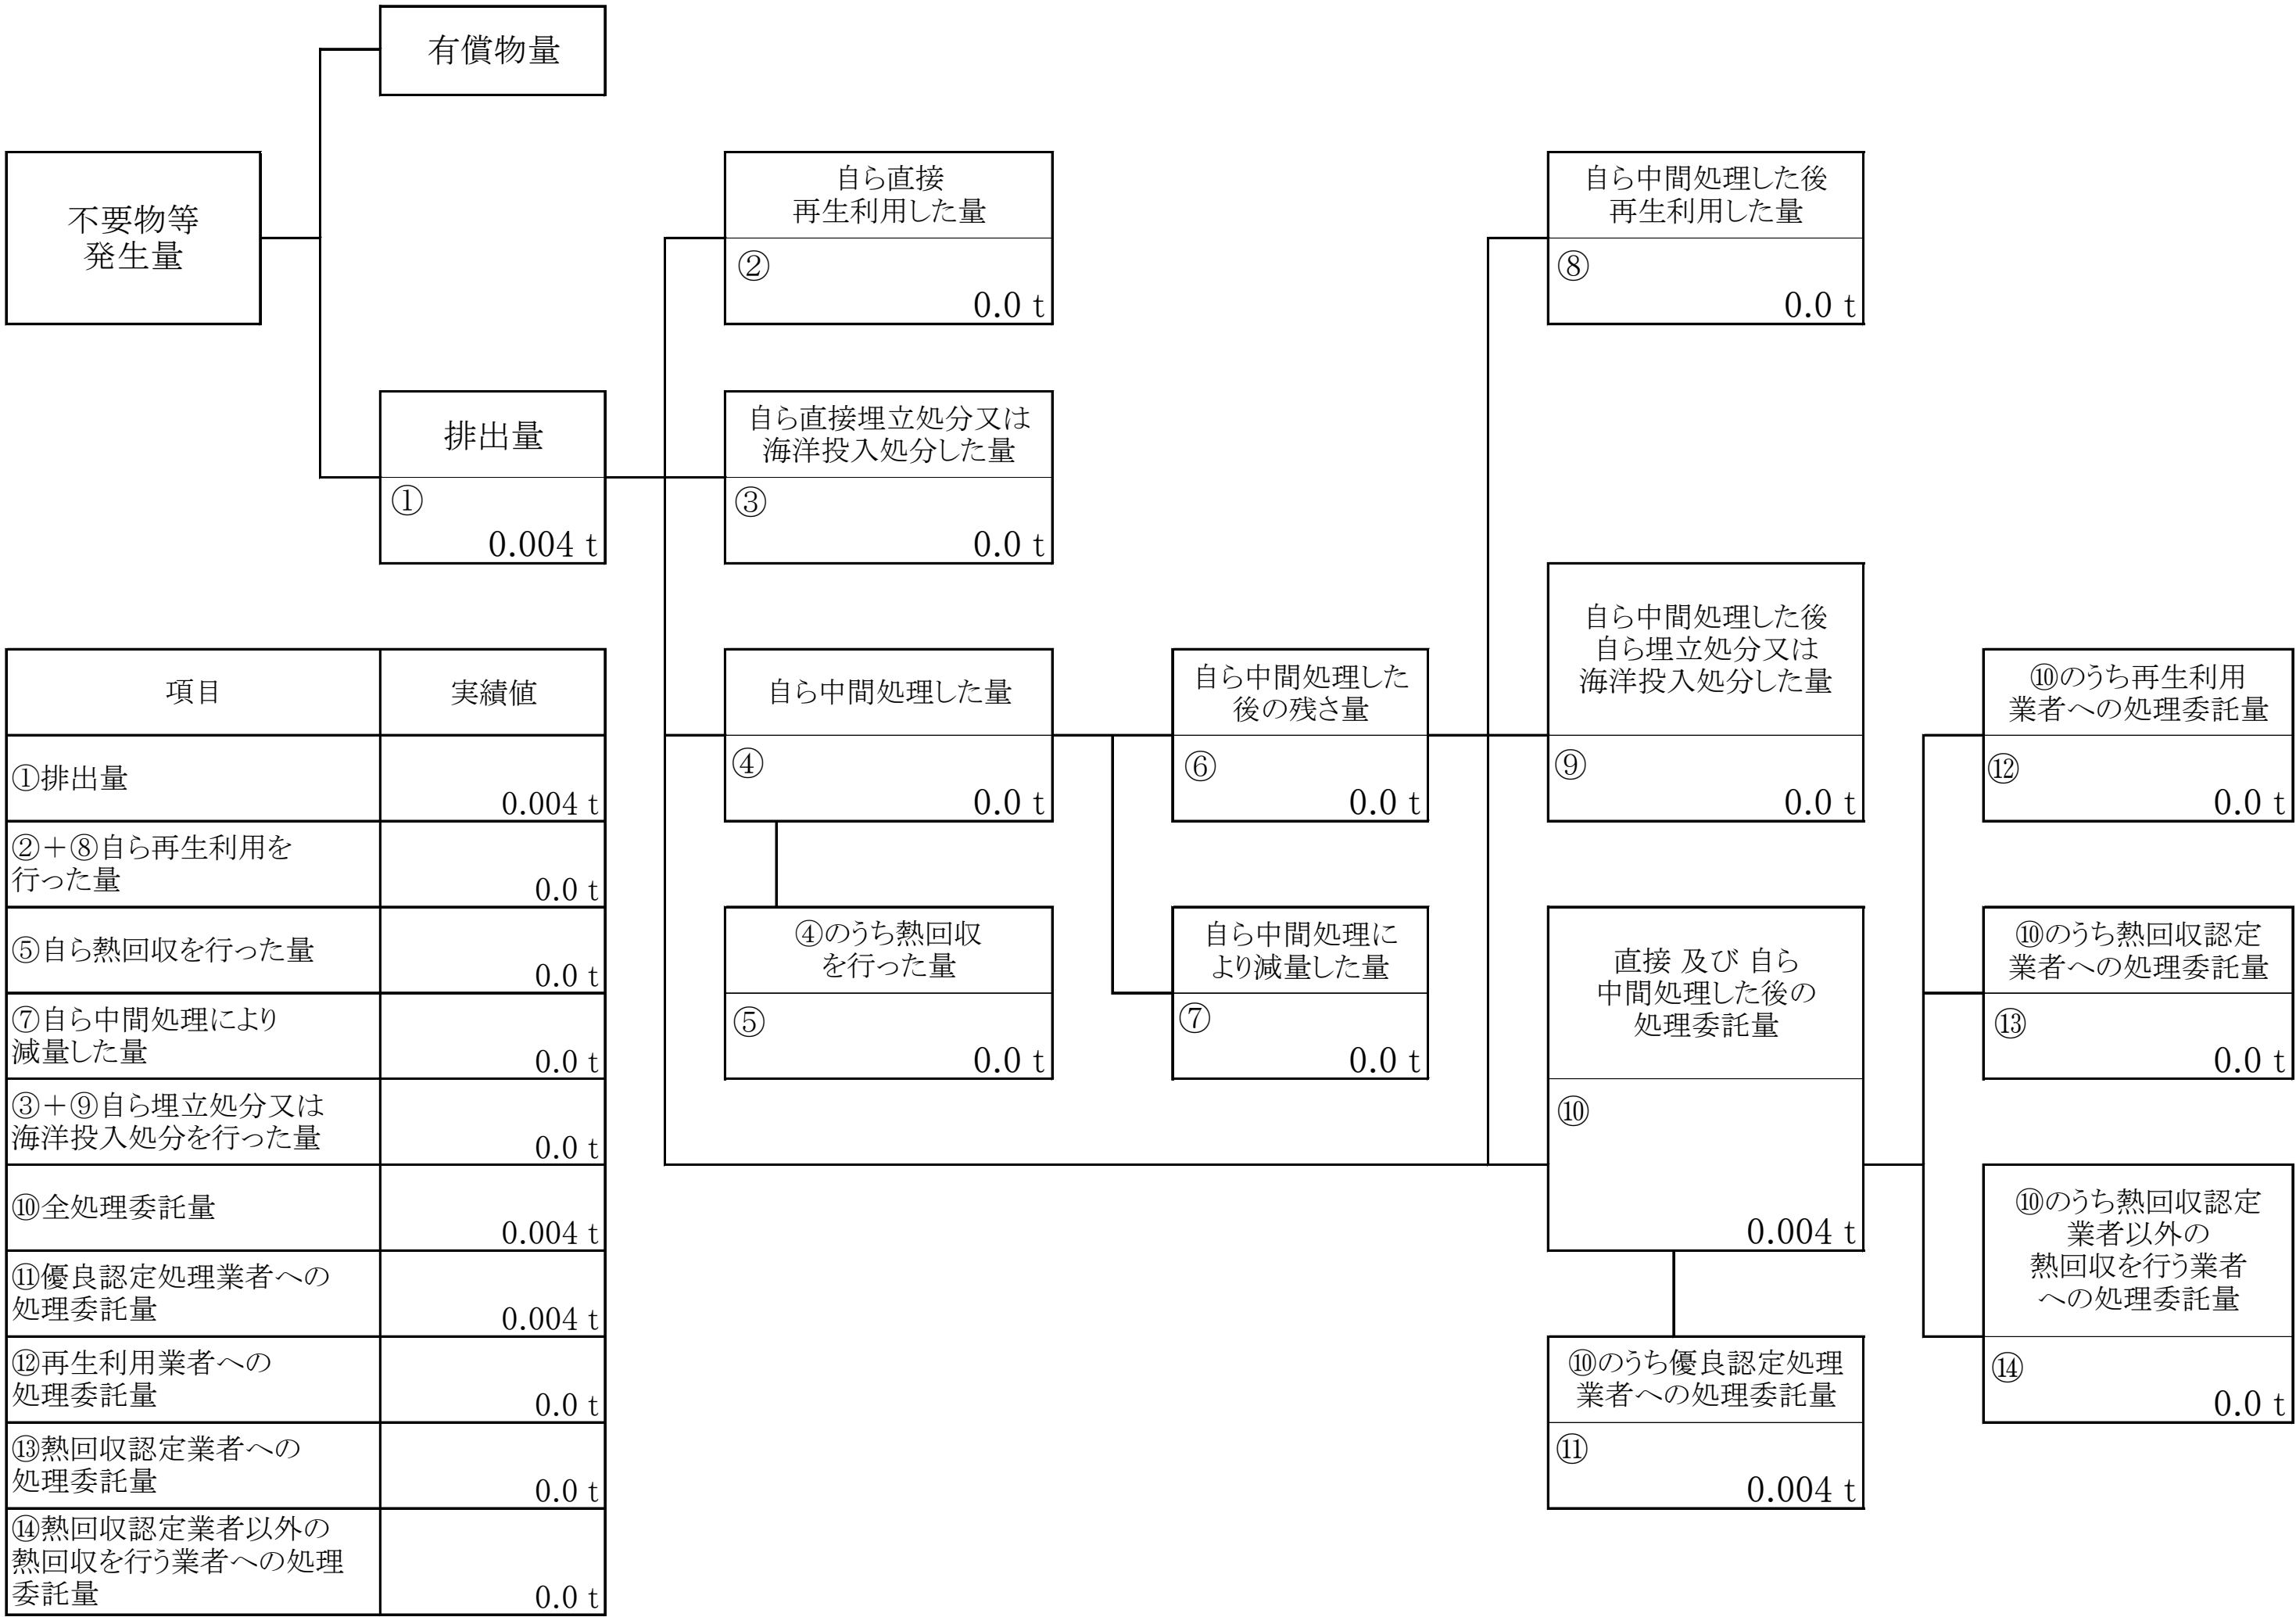 有償物量
不要物等
発生量
自ら直接
再生利用した量
②
0.0 t
自ら中間処理した後
再生利用した量
⑧
0.0 t
排出量
①
0.004 t
自ら直接埋立処分又は
海洋投入処分した量
③
0.0 t
自ら中間処理した量
④
0.0 t
自ら中間処理した
後の残さ量
⑥
0.0 t
自ら中間処理した後
自ら埋立処分又は
海洋投入処分した量
⑨
0.0 t
⑩のうち再生利用
業者への処理委託量
⑫
0.0 t
④のうち熱回収
を行った量
⑤
0.0 t
自ら中間処理に
より減量した量
⑦
0.0 t
直接 及び 自ら
中間処理した後の
処理委託量
⑩
0.004 t
⑩のうち熱回収認定
業者への処理委託量
⑬
0.0 t
⑩のうち熱回収認定
業者以外の
熱回収を行う業者
への処理委託量
⑭
0.0 t
⑩のうち優良認定処理
業者への処理委託量
⑪
0.004 t
項目
実績値
①排出量
0.004 t
②＋⑧自ら再生利用を
行った量
0.0 t
⑤自ら熱回収を行った量
0.0 t
⑦自ら中間処理により
減量した量
0.0 t
③＋⑨自ら埋立処分又は
海洋投入処分を行った量
0.0 t
⑩全処理委託量
0.004 t
⑪優良認定処理業者への
処理委託量
0.004 t
⑫再生利用業者への
処理委託量
0.0 t
⑬熱回収認定業者への
処理委託量
0.0 t
⑭熱回収認定業者以外の
熱回収を行う業者への処理
委託量
0.0 t